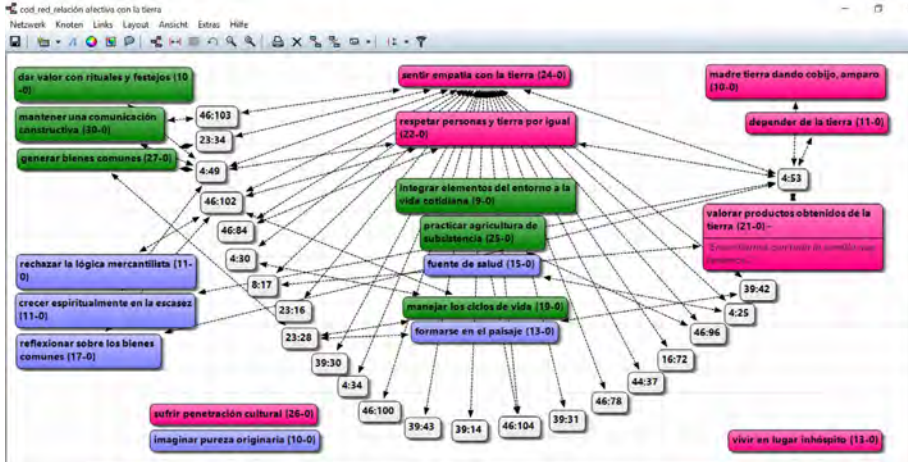 cod_red_relación afectiva con la tierra
Netzwerk Knoten Links Layout Ansicht Extras Hilfe
dar valor con rituales y festejos (10
-0)
sentir empatía con la tierra (24-0)
madre tierra dando cobijo, amparo
(10-0)
mantener una comunicación
constructiva (30-0)
46:103
respetar personas y tierra por igual
(22-0)
depender de la tierra (11-0)
23:34
generar bienes comunes (27-0)
4:49
4:53
46:102
integrar elementos del entorno a la
vida cotidiana (9-0)
valorar productos obtenidos de la
tierra (21-0)~
46:84
practicar agricultura de
subsistencia (25-0)
rechazar la lógica mercantilista (11-
0)
4:30
fuente de salud (15-0)
8:17
39:42
crecer espiritualmente en la escasez
(11-0)
23:16
manejar los ciclos de vida (19-0)
4:25
reflexionar sobre los bienes
comunes (17-0)
23:28
formarse en el paisaje (13-0)
46:96
39:30
16:72
4:34
44:37
46:100
46:78
39:43
39:14
46:104
39:31
sufrir penetración cultural (26-0)
imaginar pureza originaria (10-0)
vivir en lugar inhóspito (13-0)